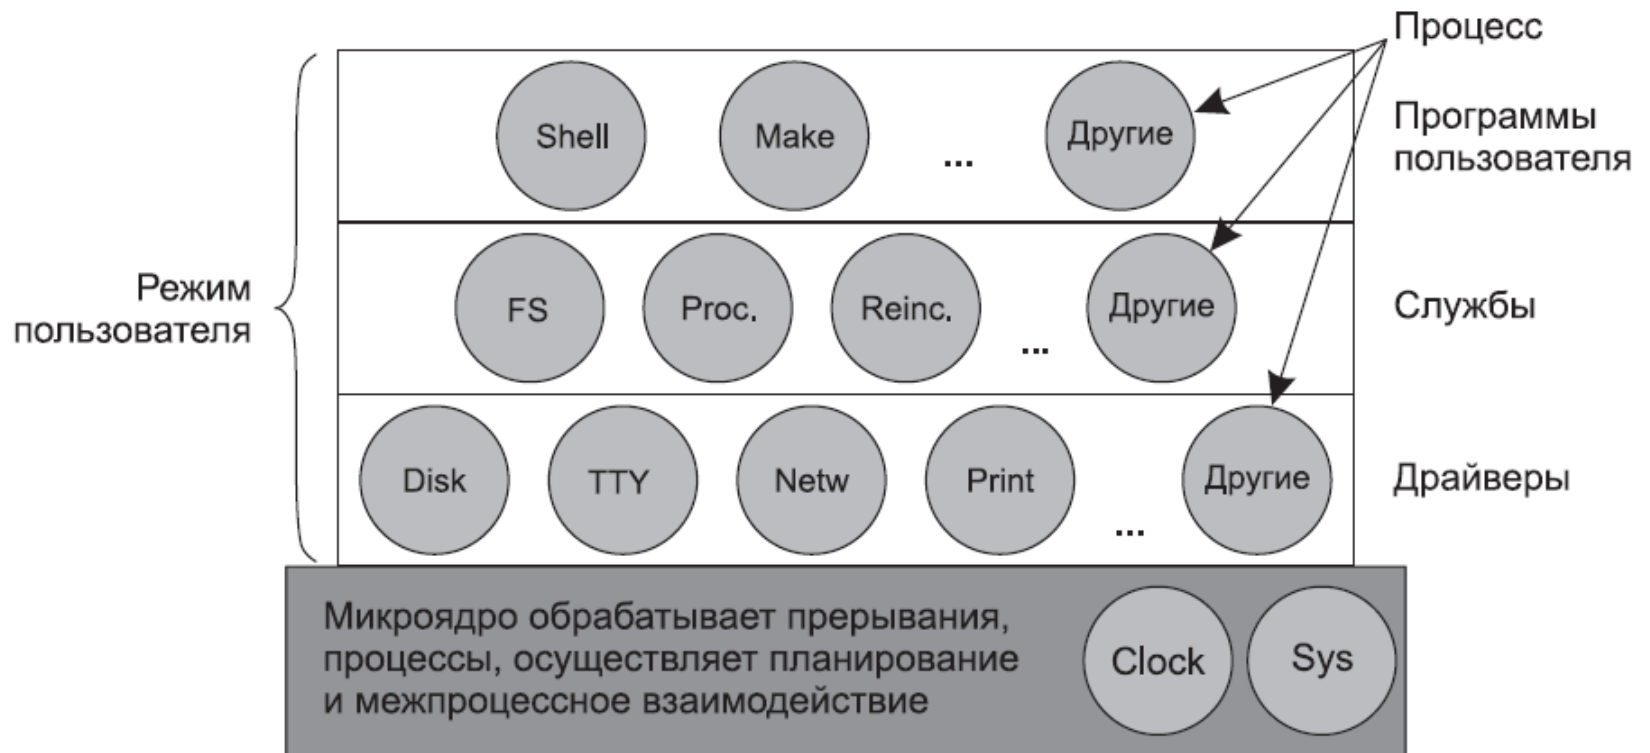 Процесс
Shell
Make
...
Другие
Программы
пользователя
Режим
пользователя
FS
Proc.
Reinc.
...
Другие
Службы
Disk
TTY
Netw
Print
...
Другие
Драйверы
Микроядро обрабатывает прерывания,
процессы, осуществляет планирование
и межпроцессное взаимодействие
Clock
Sys